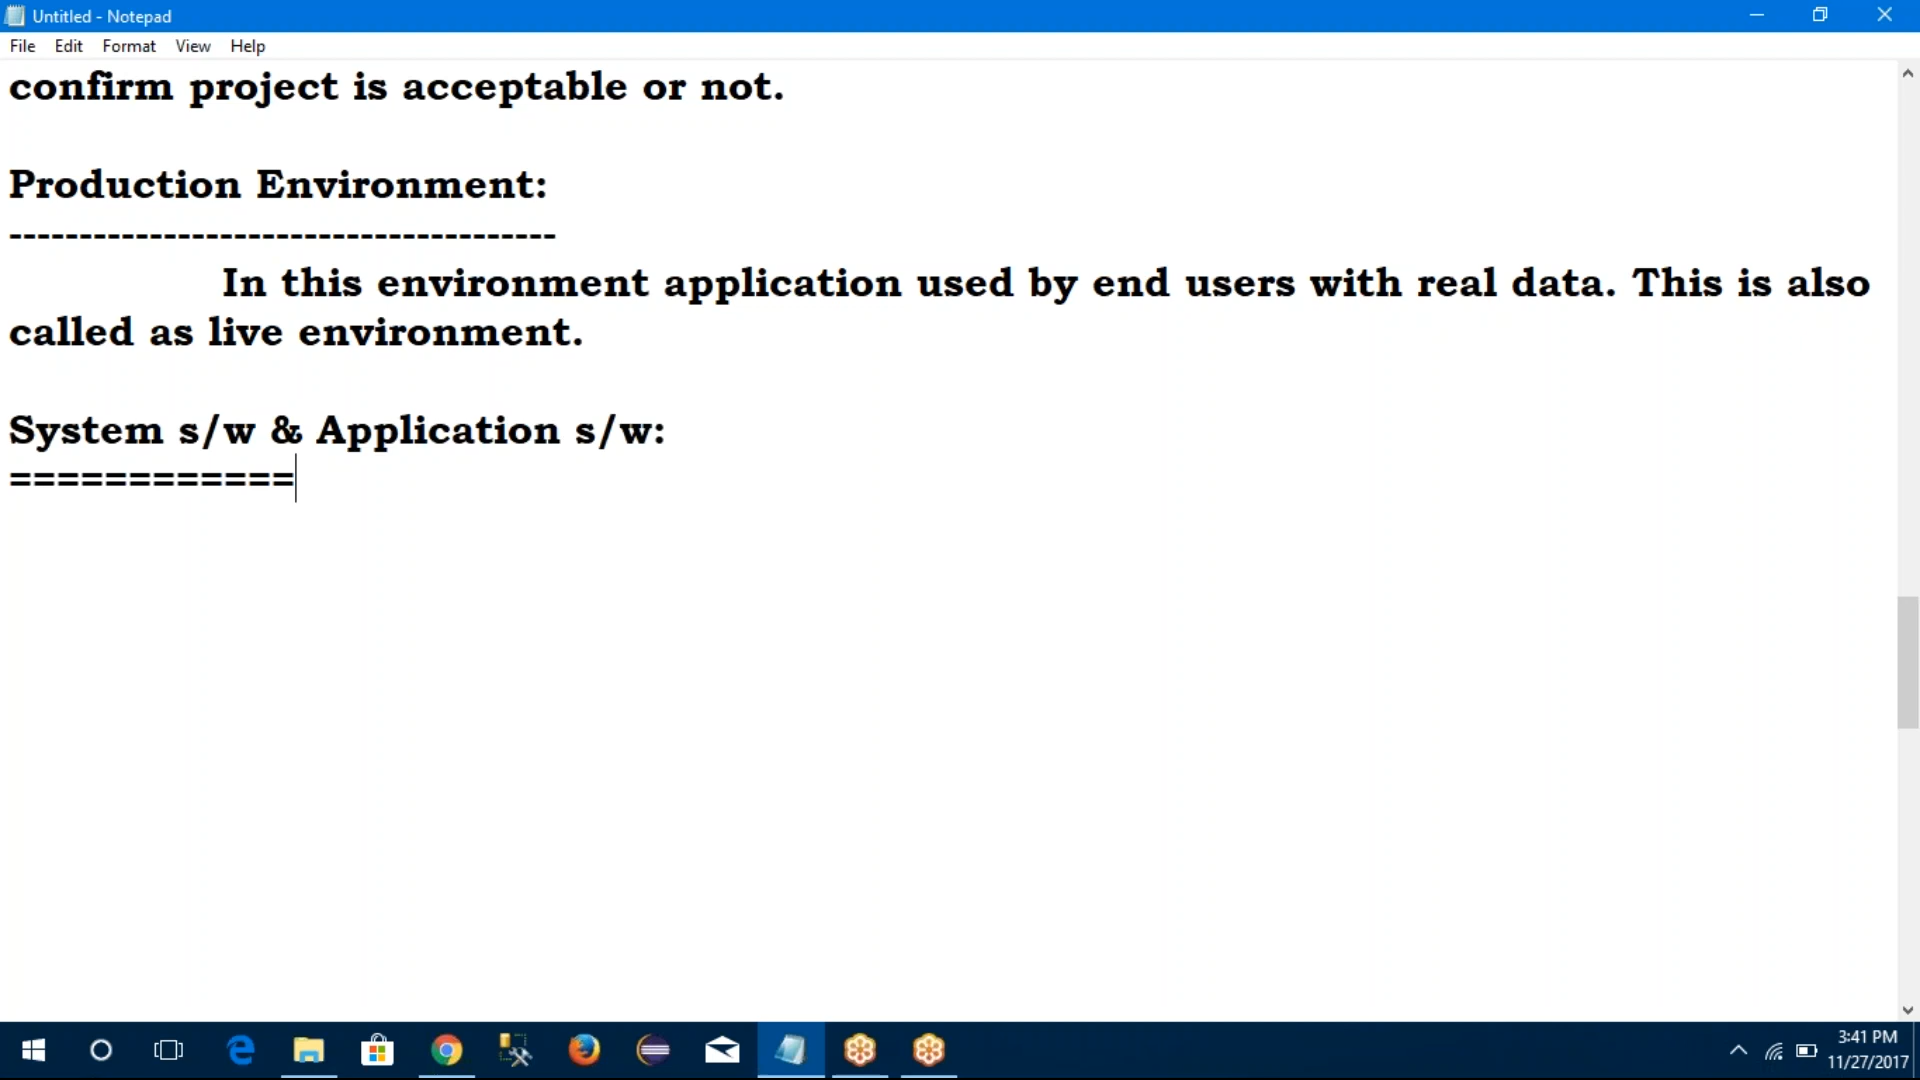 Untitled - Notepad
File Edit Format View Help
confirm project is acceptable or not.
Production Environment:
---------------------------------------
In this environment application used by end users with real data. This is also
called as live environment.
System s/w & Application s/w:
============
3:41 PM
11/27/2017